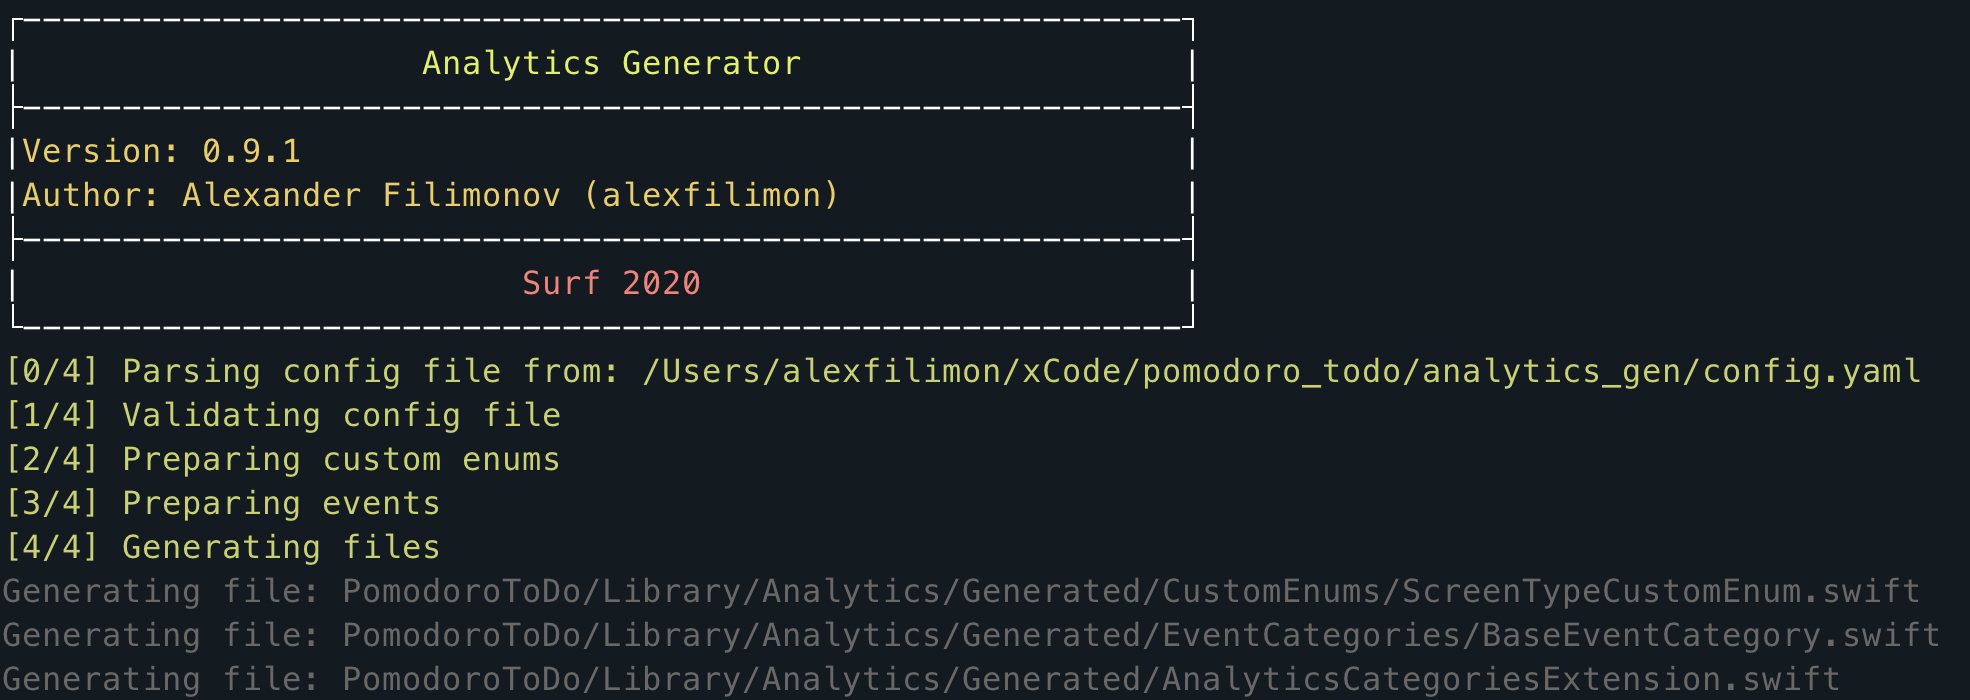 Analytics Generator
Version: 0.9.1
Author: Alexander Filimonov (alexfilimon)
Surf 2020
[0/4] Parsing config file from: /Users/alexfilimon/xCode/pomodoro_todo/analytics_gen/config.yaml
[1/4] Validating config file
[2/4] Preparing custom enums
[3/4] Preparing events
[4/4] Generating files
Generating file: PomodoroToDo/Library/Analytics/Generated/CustomEnums/ScreenTypeCustomEnum.swift
Generating file: PomodoroToDo/Library/Analytics/Generated/EventCategories/BaseEventCategory.swift
Generating file: PomodoroToDo/Library/Analytics/Generated/AnalyticsCategoriesExtension.swift